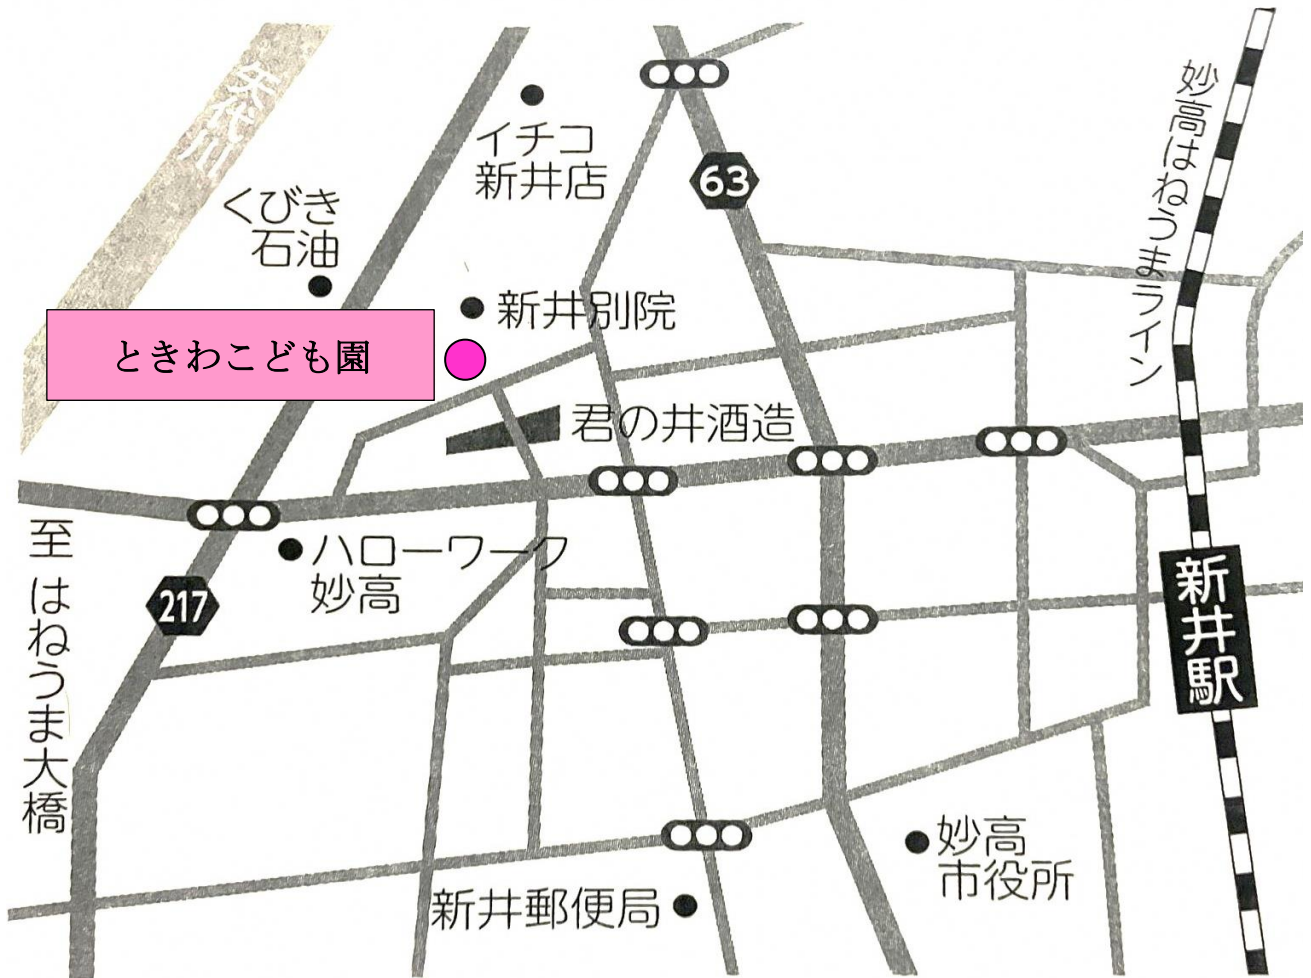 矢代川
イチコ
新井店
63
妙高はねうまライン
くびき
石油
新井別院
ときわこども園
君の井酒造
至 はねうま大橋
ハローワーク
妙高
217
新井駅
妙高
市役所
新井郵便局